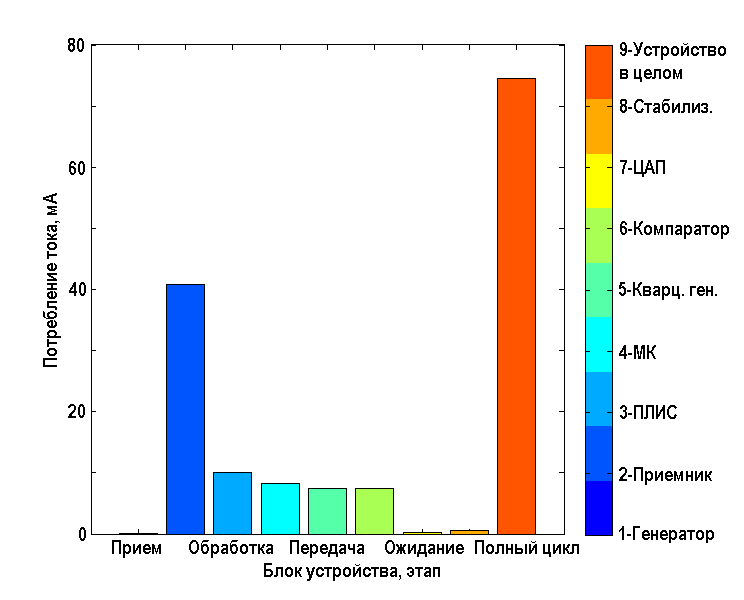 80
60
40
20
0
Потребление тока, мА
Прием Обработка Передача Ожидание Полный цикл
Блок устройства, этап
9-Устройство
в целом
8-Стабилиз.
7-ЦАП
6-Компаратор
5-Кварц. ген.
4-МК
3-ПЛИС
2-Приемник
1-Генератор